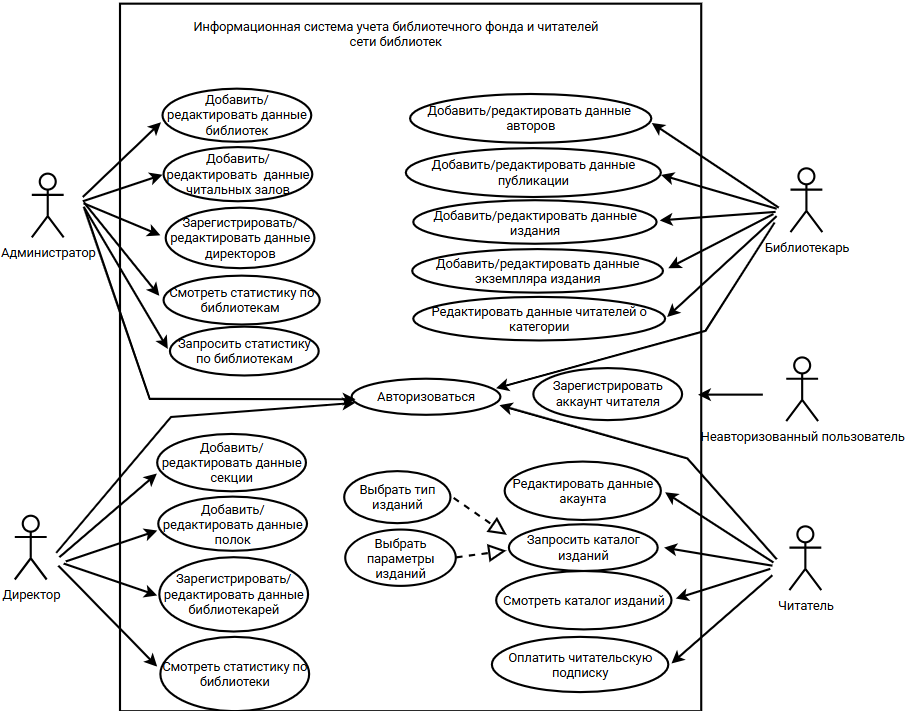 Информационная система учета библиотечного фонда и читателей
сети библиотек
Добавить/
редактировать данные
библиотек
Добавить/
редактировать данные
читальных залов
Зарегистрировать/
редактировать данные
директоров
Смотреть статистику по
библиотекам
Запросить статистику
по библиотекам
Администратор
Добавить/редактировать данные
авторов
Добавить/редактировать данные
публикации
Добавить/редактировать данные
издания
Добавить/редактировать данные
экземпляра издания
Редактировать данные читателей о
категории
Библиотекарь
Авторизоваться
Зарегистрировать
аккаунт читателя
Неавторизованный пользователь
Добавить/
редактировать данные
секции
Добавить/
редактировать данные
полок
Зарегистрировать/
редактировать данные
библиотекарей
Смотреть статистику по
библиотеки
Директор
Выбрать тип
изданий
Выбрать
параметры
изданий
Редактировать данные
акаунта
Запросить каталог
изданий
Смотреть каталог изданий
Оплатить читательскую
подписку
Читатель